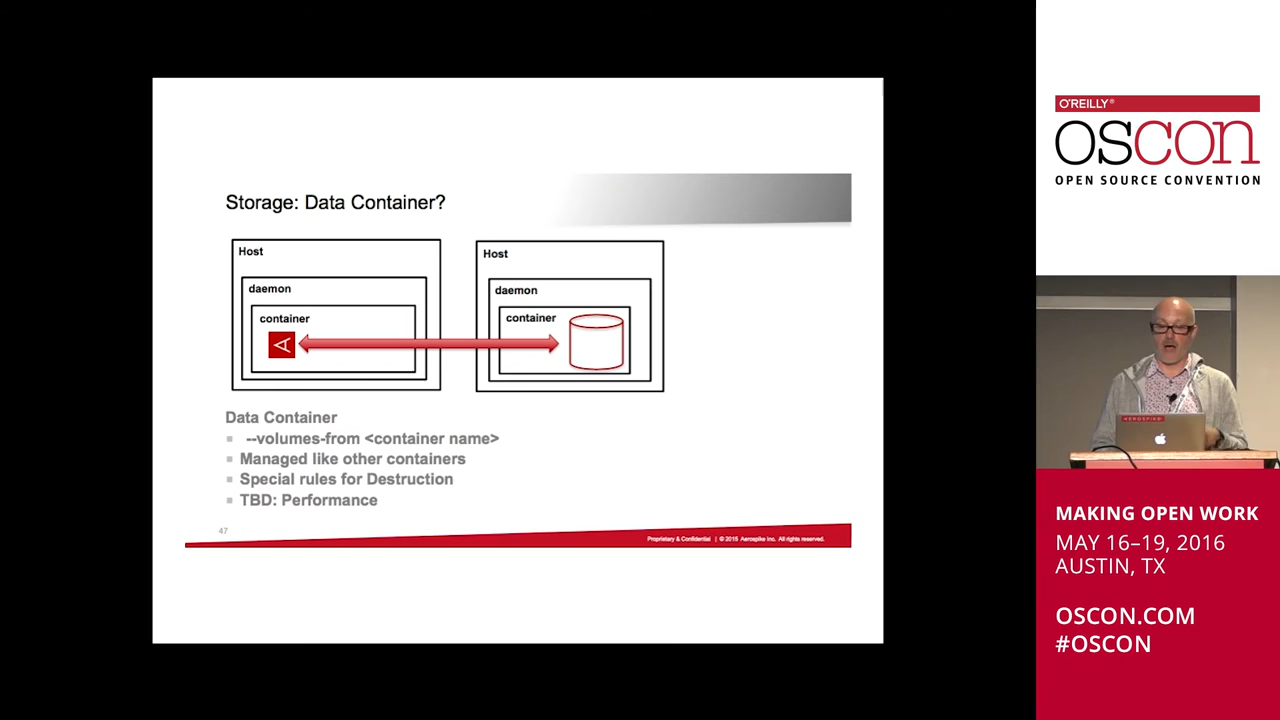 Storage: Data Container?
Host
daemon
container
Host
daemon
container
Data Container
--volumes-from <container name>
Managed like other containers
Special rules for Destruction
TBD: Performance
47
Proprietary & Confidential | © 2015 Aerospike Inc. All rights reserved.
O'REILLY®
OSCON
OPEN SOURCE CONVENTION
AEROSPIKE
MAKING OPEN WORK
MAY 16–19, 2016
AUSTIN, TX
OSCON.COM
#OSCON